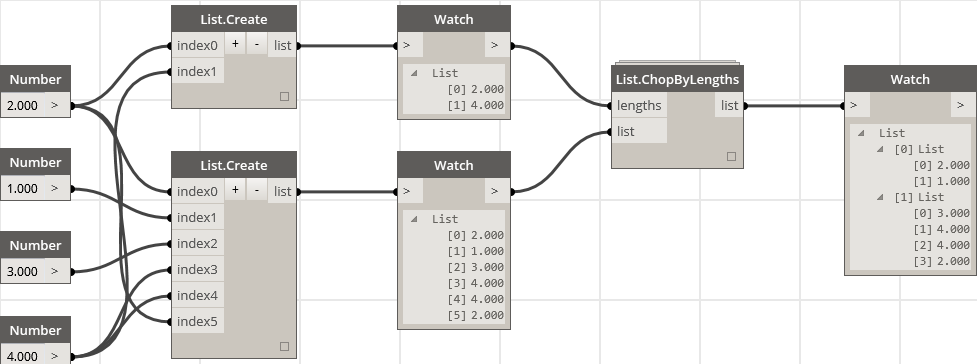 Number
2.000 >
Number
1.000 >
Number
3.000 >
Number
4.000 >
List.Create
index0 + - list
index1
List.Create
index0 + - list
index1
index2
index3
index4
index5
Watch
> >
List
[0] 2.000
[1] 4.000
Watch
> >
List
[0] 2.000
[1] 1.000
[2] 3.000
[3] 4.000
[4] 4.000
[5] 2.000
List.ChopByLengths
lengths list
list
Watch
> >
List
[0] List
[0] 2.000
[1] 1.000
[1] List
[0] 3.000
[1] 4.000
[2] 4.000
[3] 2.000